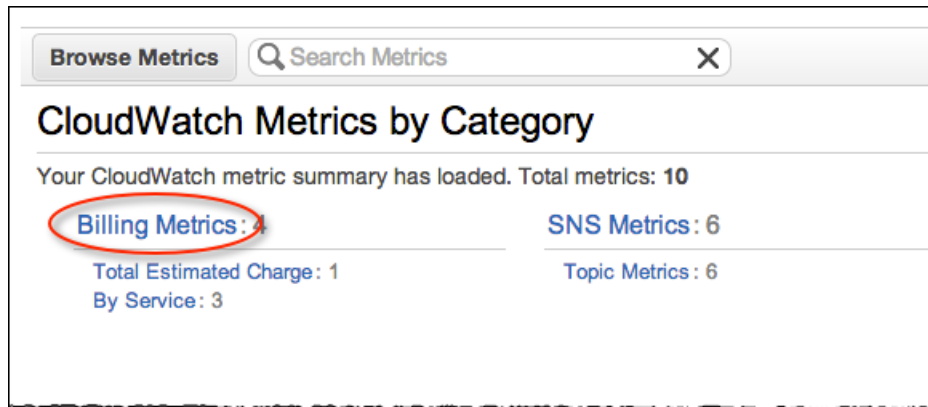 Browse Metrics Search Metrics
CloudWatch Metrics by Category
Your CloudWatch metric summary has loaded. Total metrics: 10
Billing Metrics: 4 SNS Metrics: 6
Total Estimated Charge: 1 Topic Metrics: 6
By Service: 3